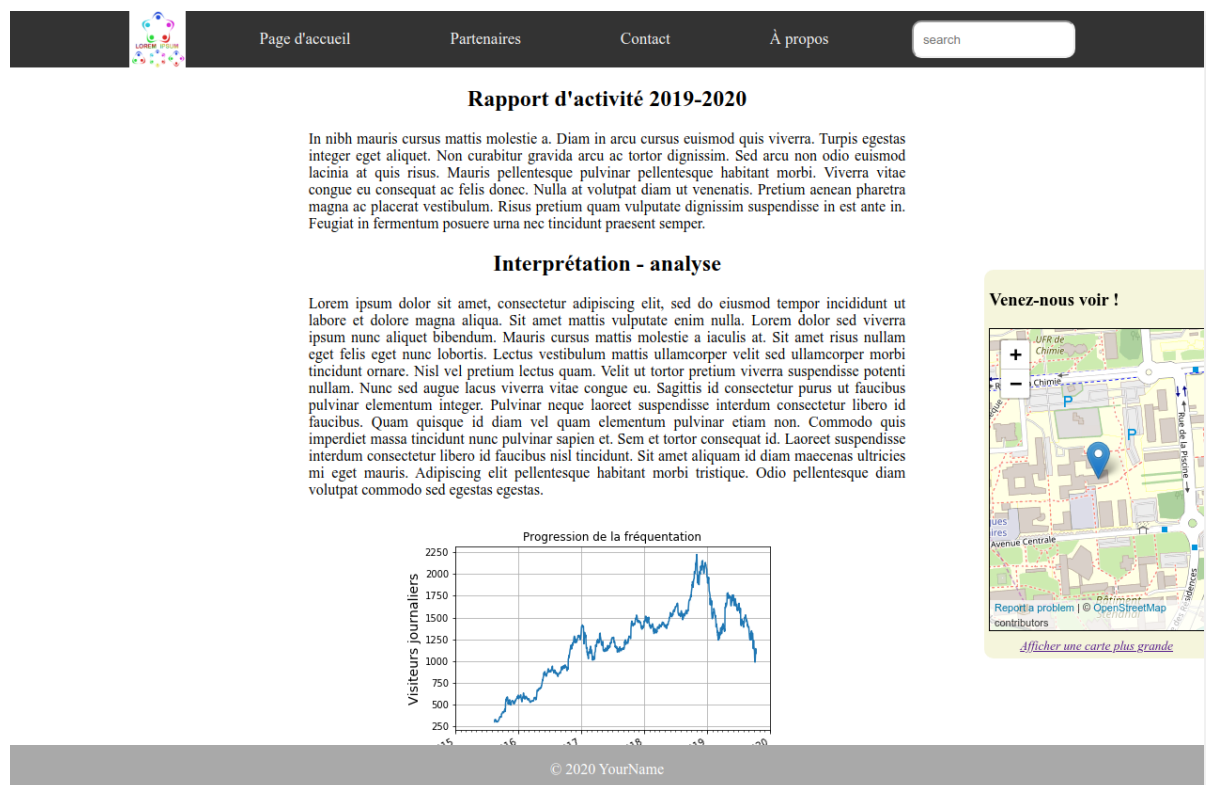 LOREM IPSUM
Page d'accueil
Partenaires
Contact
À propos
search
Rapport d'activité 2019-2020
In nibh mauris cursus mattis molestie a. Diam in arcu cursus euismod quis viverra. Turpis egestas
integer eget aliquet. Non curabitur gravida arcu ac tortor dignissim. Sed arcu non odio euismod
lacinia at quis risus. Mauris pellentesque pulvinar pellentesque habitant morbi. Viverra vitae
congue eu consequat ac felis donec. Nulla at volutpat diam ut venenatis. Pretium aenean pharetra
magna ac placerat vestibulum. Risus pretium quam vulputate dignissim suspendisse in est ante in.
Feugiat in fermentum posuere urna nec tincidunt praesent semper.
Interprétation - analyse
Lorem ipsum dolor sit amet, consectetur adipiscing elit, sed do eiusmod tempor incididunt ut
labore et dolore magna aliqua. Sit amet mattis vulputate enim nulla. Lorem dolor sed viverra
ipsum nunc aliquet bibendum. Mauris cursus mattis molestie a iaculis at. Sit amet risus nullam
eget felis eget nunc lobortis. Lectus vestibulum mattis ullamcorper velit sed ullamcorper morbi
tincidunt ornare. Nisl vel pretium lectus quam. Velit ut tortor pretium viverra suspendisse potenti
nullam. Nunc sed augue lacus viverra vitae congue eu. Sagittis id consectetur purus ut faucibus
pulvinar elementum integer. Pulvinar neque laoreet suspendisse interdum consectetur libero id
faucibus. Quam quisque id diam vel quam elementum pulvinar etiam non. Commodo quis
imperdiet massa tincidunt nunc pulvinar sapien et. Sem et tortor consequat id. Laoreet suspendisse
interdum consectetur libero id faucibus nisl tincidunt. Sit amet aliquam id diam maecenas ultricies
mi eget mauris. Adipiscing elit pellentesque habitant morbi tristique. Odio pellentesque diam
volutpat commodo sed egestas egestas.
Progression de la fréquentation
Visiteurs journaliers
2250
2000
1750
1500
1250
1000
750
500
250
Venez-nous voir !
+
−
UFR de
Chimie
a Chimie
P
P
Rue de la Piscine
Avenue Centrale
Bâtiment
Stendhal
des Résidences
Report a problem | © OpenStreetMap
contributors
Afficher une carte plus grande
© 2020 YourName